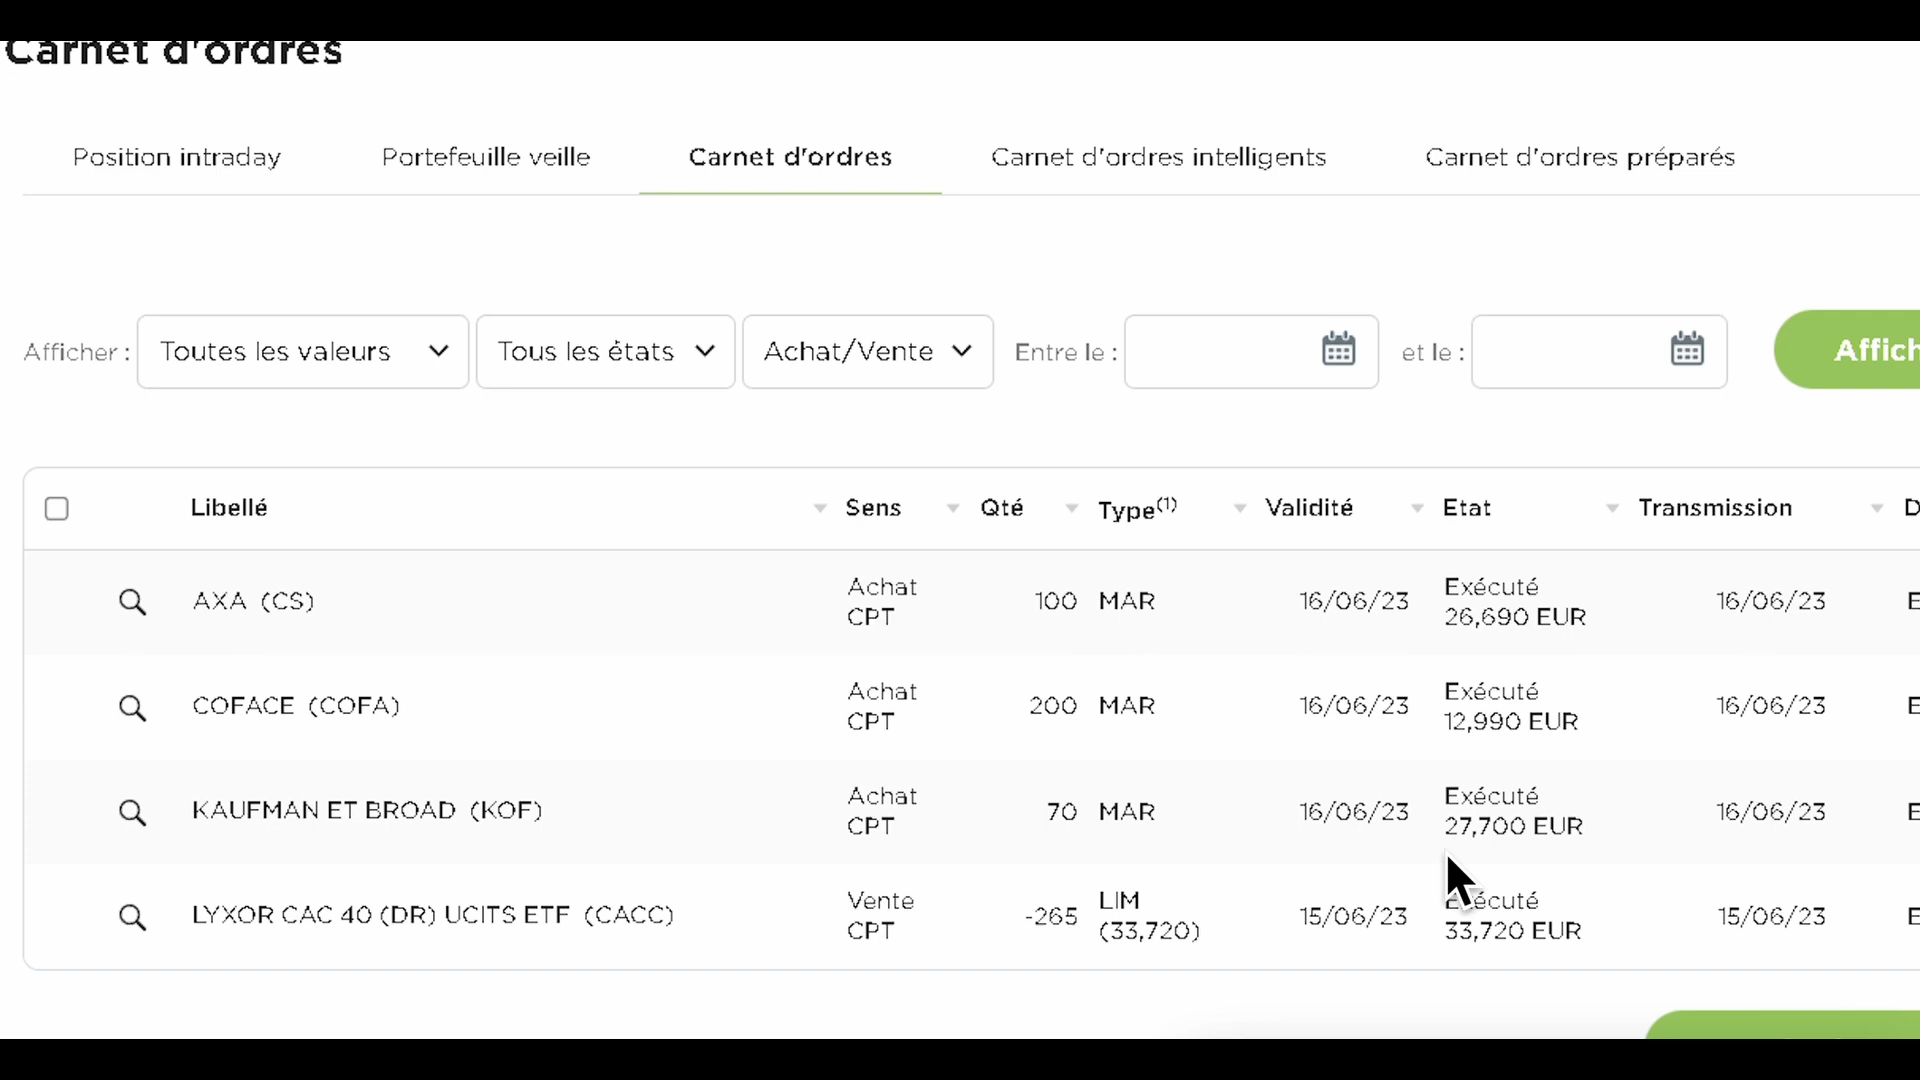 Carnet d'ordres
Position intraday Portefeuille veille Carnet d'ordres Carnet d'ordres intelligents Carnet d'ordres préparés
Afficher : Toutes les valeurs Tous les états Achat/Vente Entre le : et le : Affich
Libellé Sens Qté Type(1) Validité Etat Transmission D
AXA (CS) Achat CPT 100 MAR 16/06/23 Exécuté 26,690 EUR 16/06/23 E
COFACE (COFA) Achat CPT 200 MAR 16/06/23 Exécuté 12,990 EUR 16/06/23 E
KAUFMAN ET BROAD (KOF) Achat CPT 70 MAR 16/06/23 Exécuté 27,700 EUR 16/06/23 E
LYXOR CAC 40 (DR) UCITS ETF (CACC) Vente CPT -265 LIM (33,720) 15/06/23 Exécuté 33,720 EUR 15/06/23 E